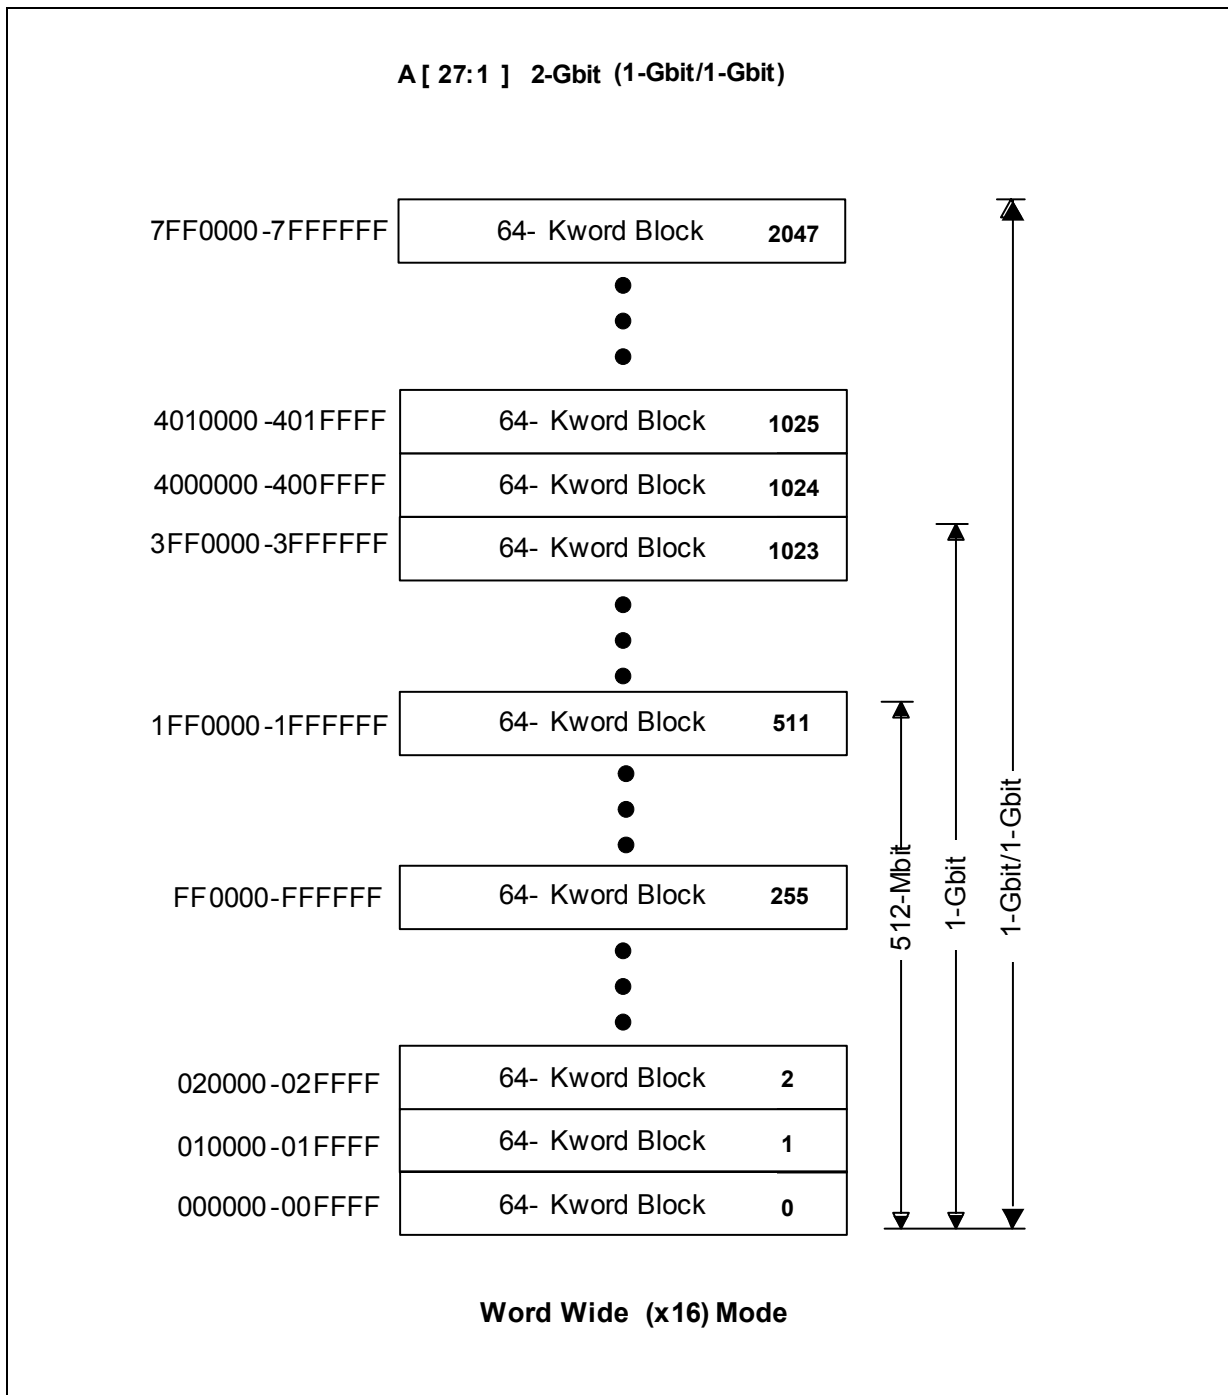 A[ 27:1 ] 2-Gbit (1-Gbit/1-Gbit)
7FF0000-7FFFFFF 64- Kword Block 2047
4010000-401FFFF 64- Kword Block 1025
4000000-400FFFF 64- Kword Block 1024
3FF0000-3FFFFFF 64- Kword Block 1023
1FF0000-1FFFFFF 64- Kword Block 511
FF0000-FFFFFF 64- Kword Block 255
020000-02FFFF 64- Kword Block 2
010000-01FFFF 64- Kword Block 1
000000-00FFFF 64- Kword Block 0
512-Mbit
1-Gbit
1-Gbit/1-Gbit
Word Wide (x16) Mode